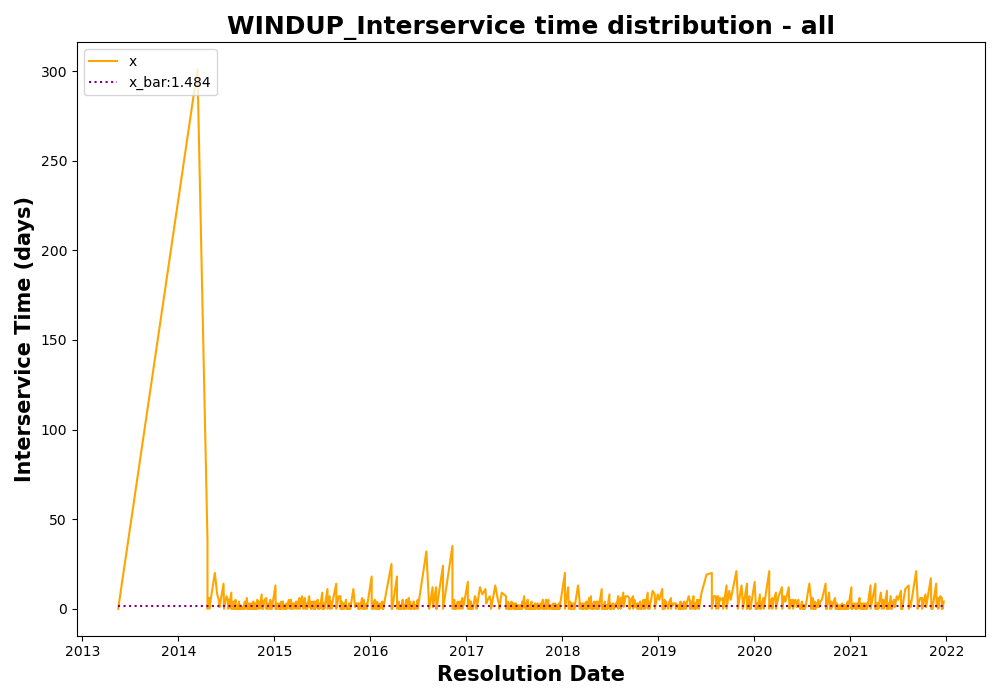 WINDUP_Interservice time distribution - all
x
x_bar:1.484
Interservice Time (days)
300
250
200
150
100
50
0
2013 2014 2015 2016 2017 2018 2019 2020 2021 2022
Resolution Date